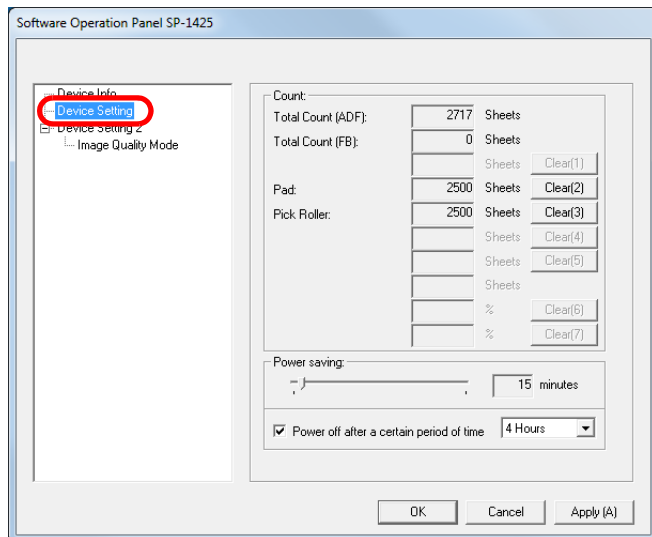 Software Operation Panel SP-1425
Device Info
Device Setting
Device Setting 2
Image Quality Mode
Count:
Total Count (ADF): 2717 Sheets
Total Count (FB): 0 Sheets
Sheets Clear(1)
Pad: 2500 Sheets Clear(2)
Pick Roller: 2500 Sheets Clear(3)
Sheets Clear(4)
Sheets Clear(5)
Sheets
% Clear(6)
% Clear(7)
Power saving:
15 minutes
Power off after a certain period of time 4 Hours
OK Cancel Apply (A)